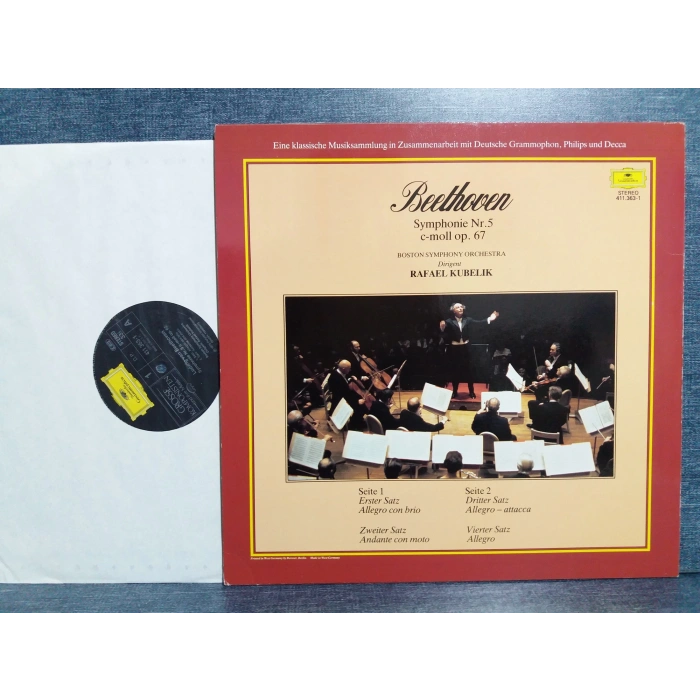 Eine klassische Musiksammlung in Zusammenarbeit mit Deutsche Grammophon, Philips und Decca
STEREO
411.363-1
Beethoven
Symphonie Nr.5
c-moll op. 67
BOSTON SYMPHONY ORCHESTRA
Dirigent
RAFAEL KUBELIK
Seite 1
Erster Satz
Allegro con brio
Zweiter Satz
Andante con moto
Seite 2
Dritter Satz
Allegro – attacca
Vierter Satz
Allegro
GROSSE
KOMPONISTEN